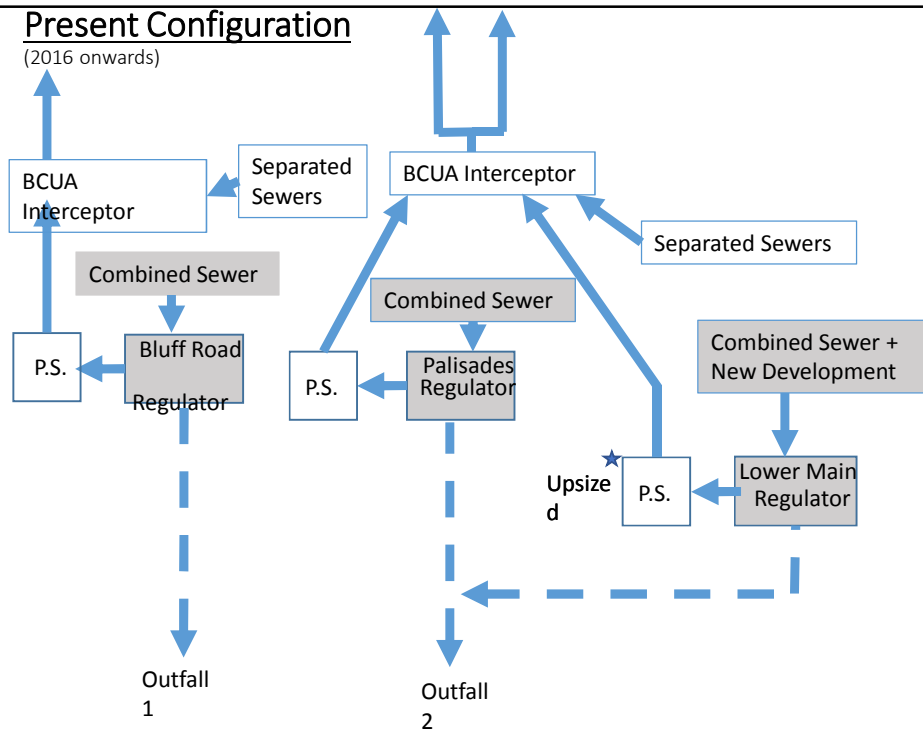 Present Configuration
(2016 onwards)
BCUA
Interceptor
Separated
Sewers
BCUA Interceptor
Separated Sewers
Combined Sewer
Combined Sewer
Combined Sewer +
New Development
P.S.
Bluff Road
Regulator
P.S.
Palisades
Regulator
Upsize
d
P.S.
Lower Main
Regulator
Outfall
1
Outfall
2